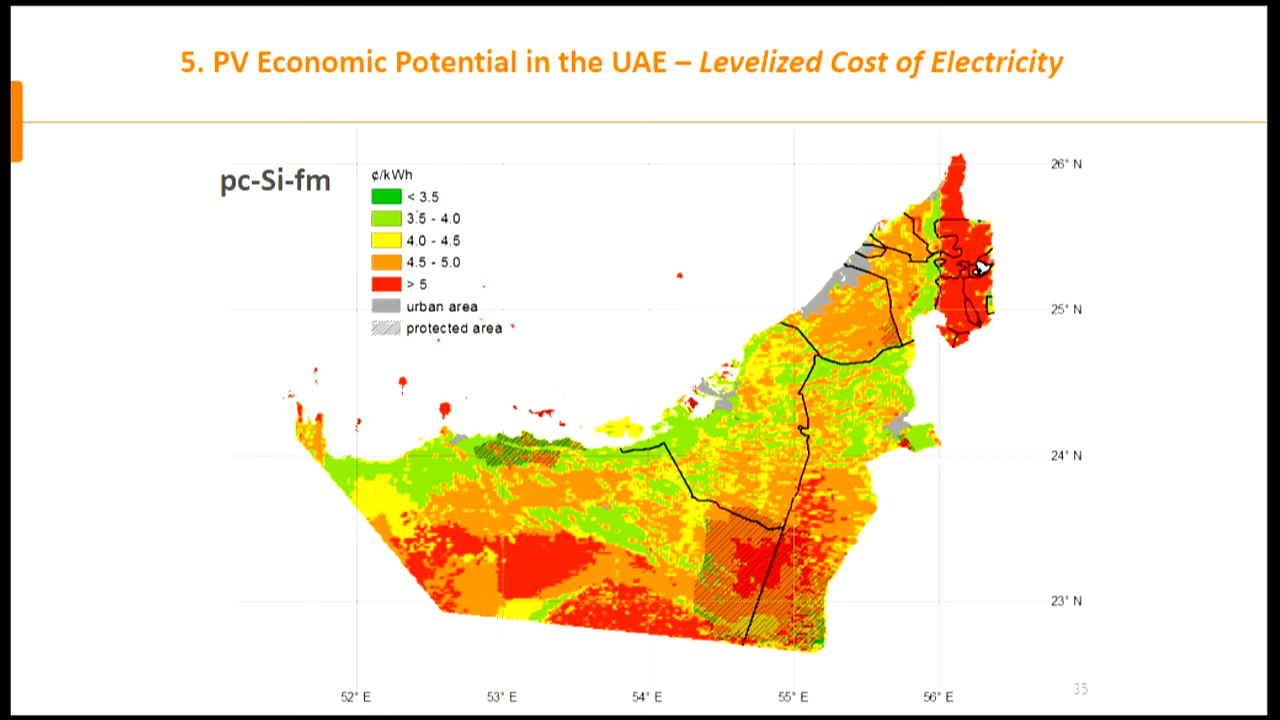 5. PV Economic Potential in the UAE – Levelized Cost of Electricity
pc-Si-fm
¢/kWh
< 3.5
3.5 - 4.0
4.0 - 4.5
4.5 - 5.0
> 5
urban area
protected area
26° N
25° N
24° N
23° N
52° E
53° E
54° E
55° E
56° E
35